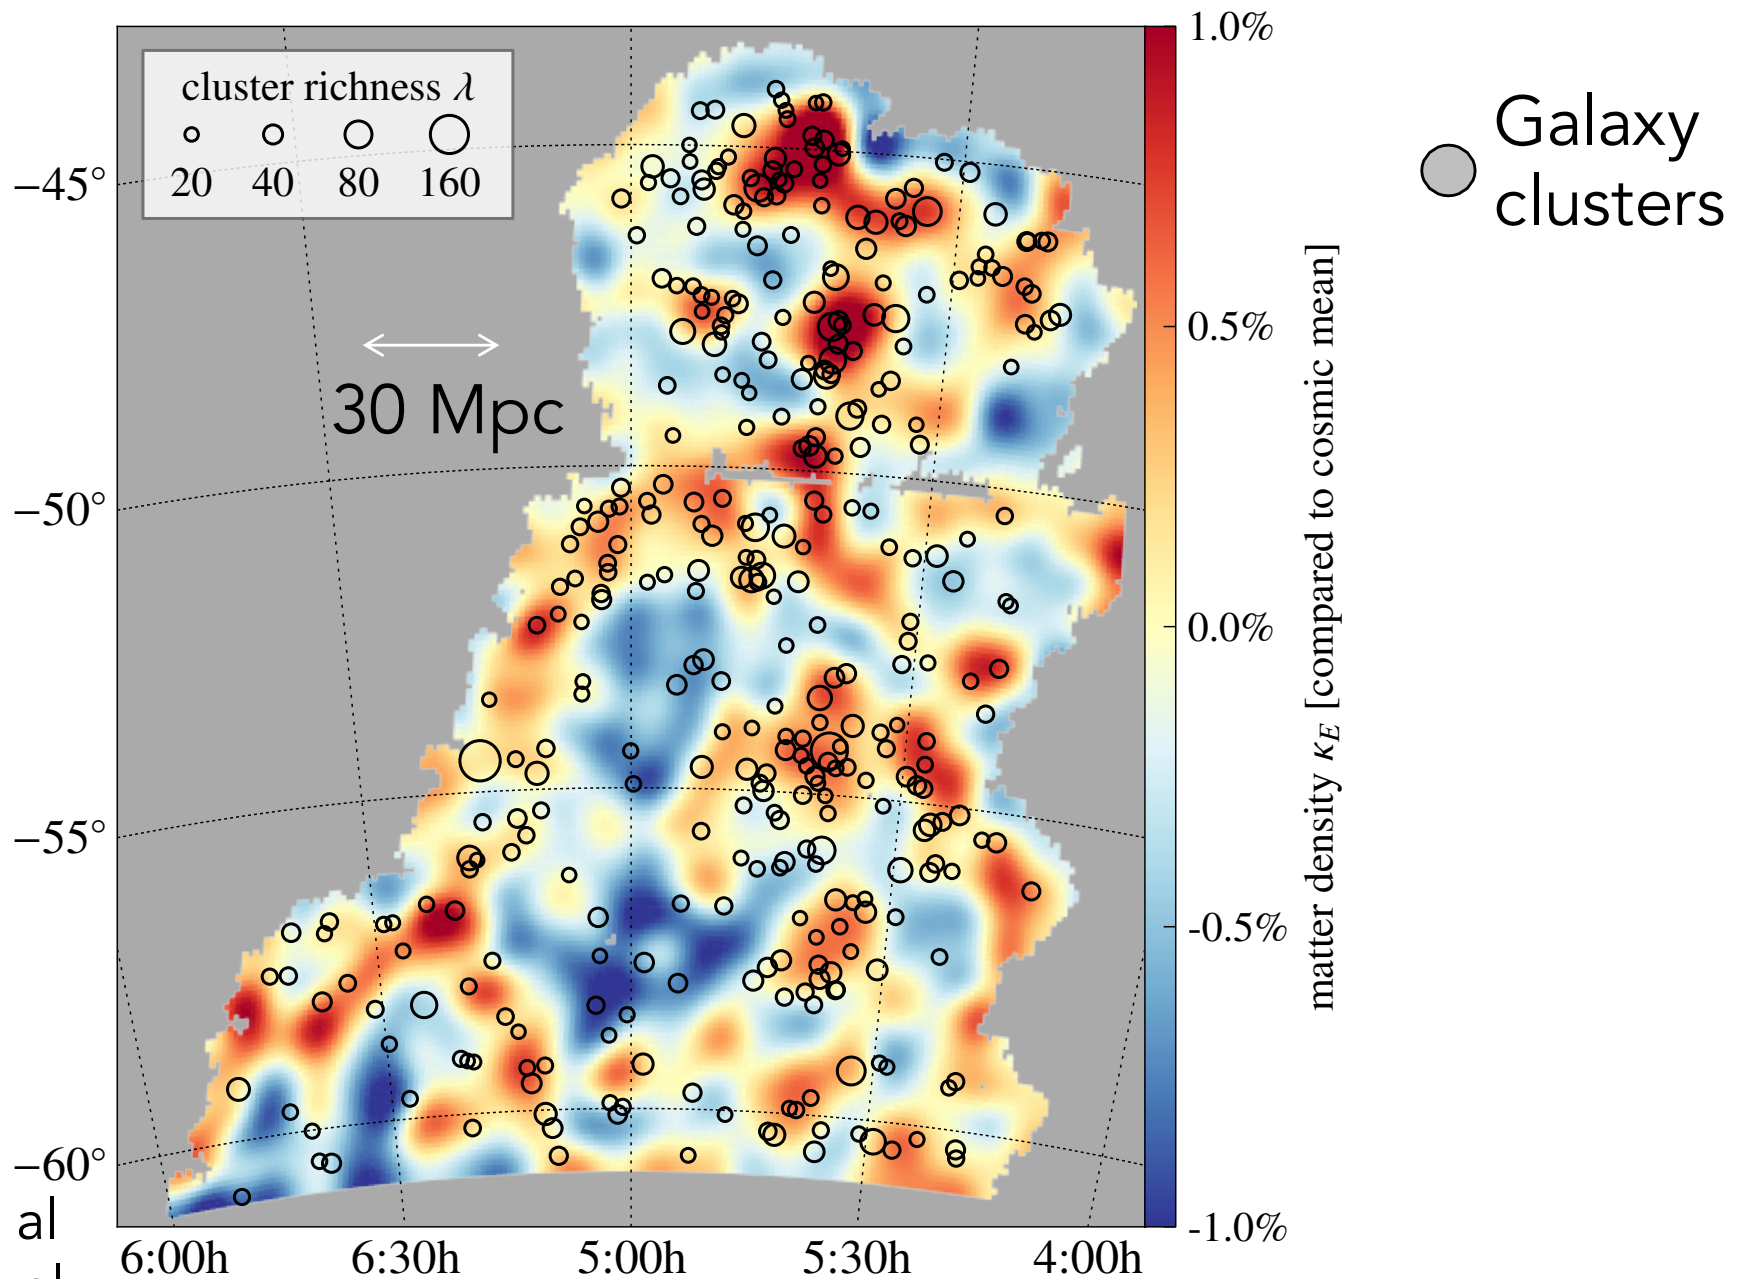 cluster richness λ
20 40 80 160
Galaxy
clusters
30 Mpc
−45°
−50°
−55°
−60°
6:00h 6:30h 5:00h 5:30h 4:00h
1.0%
0.5%
0.0%
-0.5%
-1.0%
matter density κE [compared to cosmic mean]
al